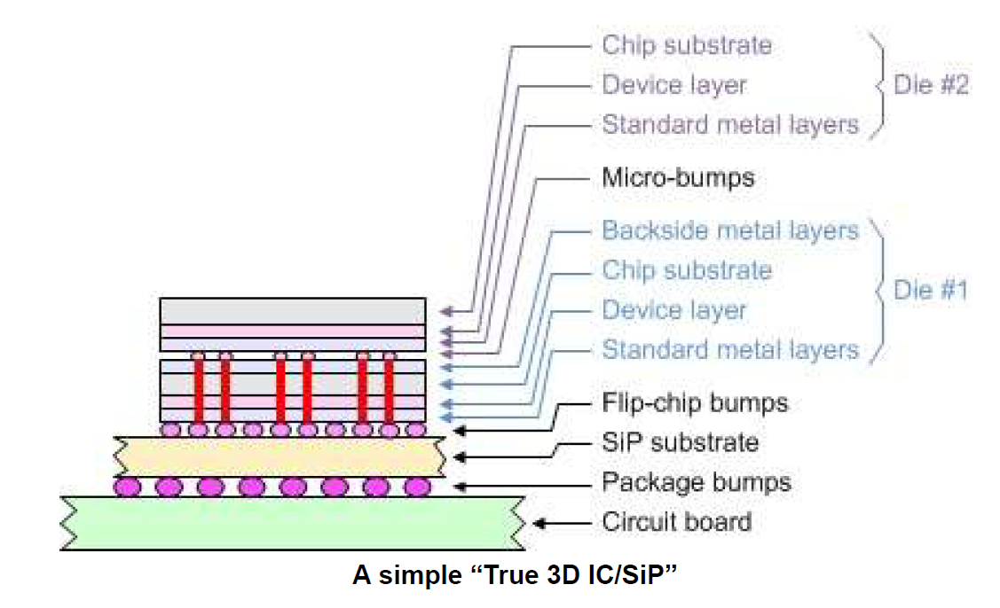 Chip substrate
Device layer
Die #2
Standard metal layers
Micro-bumps
Backside metal layers
Chip substrate
Die #1
Device layer
Standard metal layers
Flip-chip bumps
SiP substrate
Package bumps
Circuit board
A simple “True 3D IC/SiP”